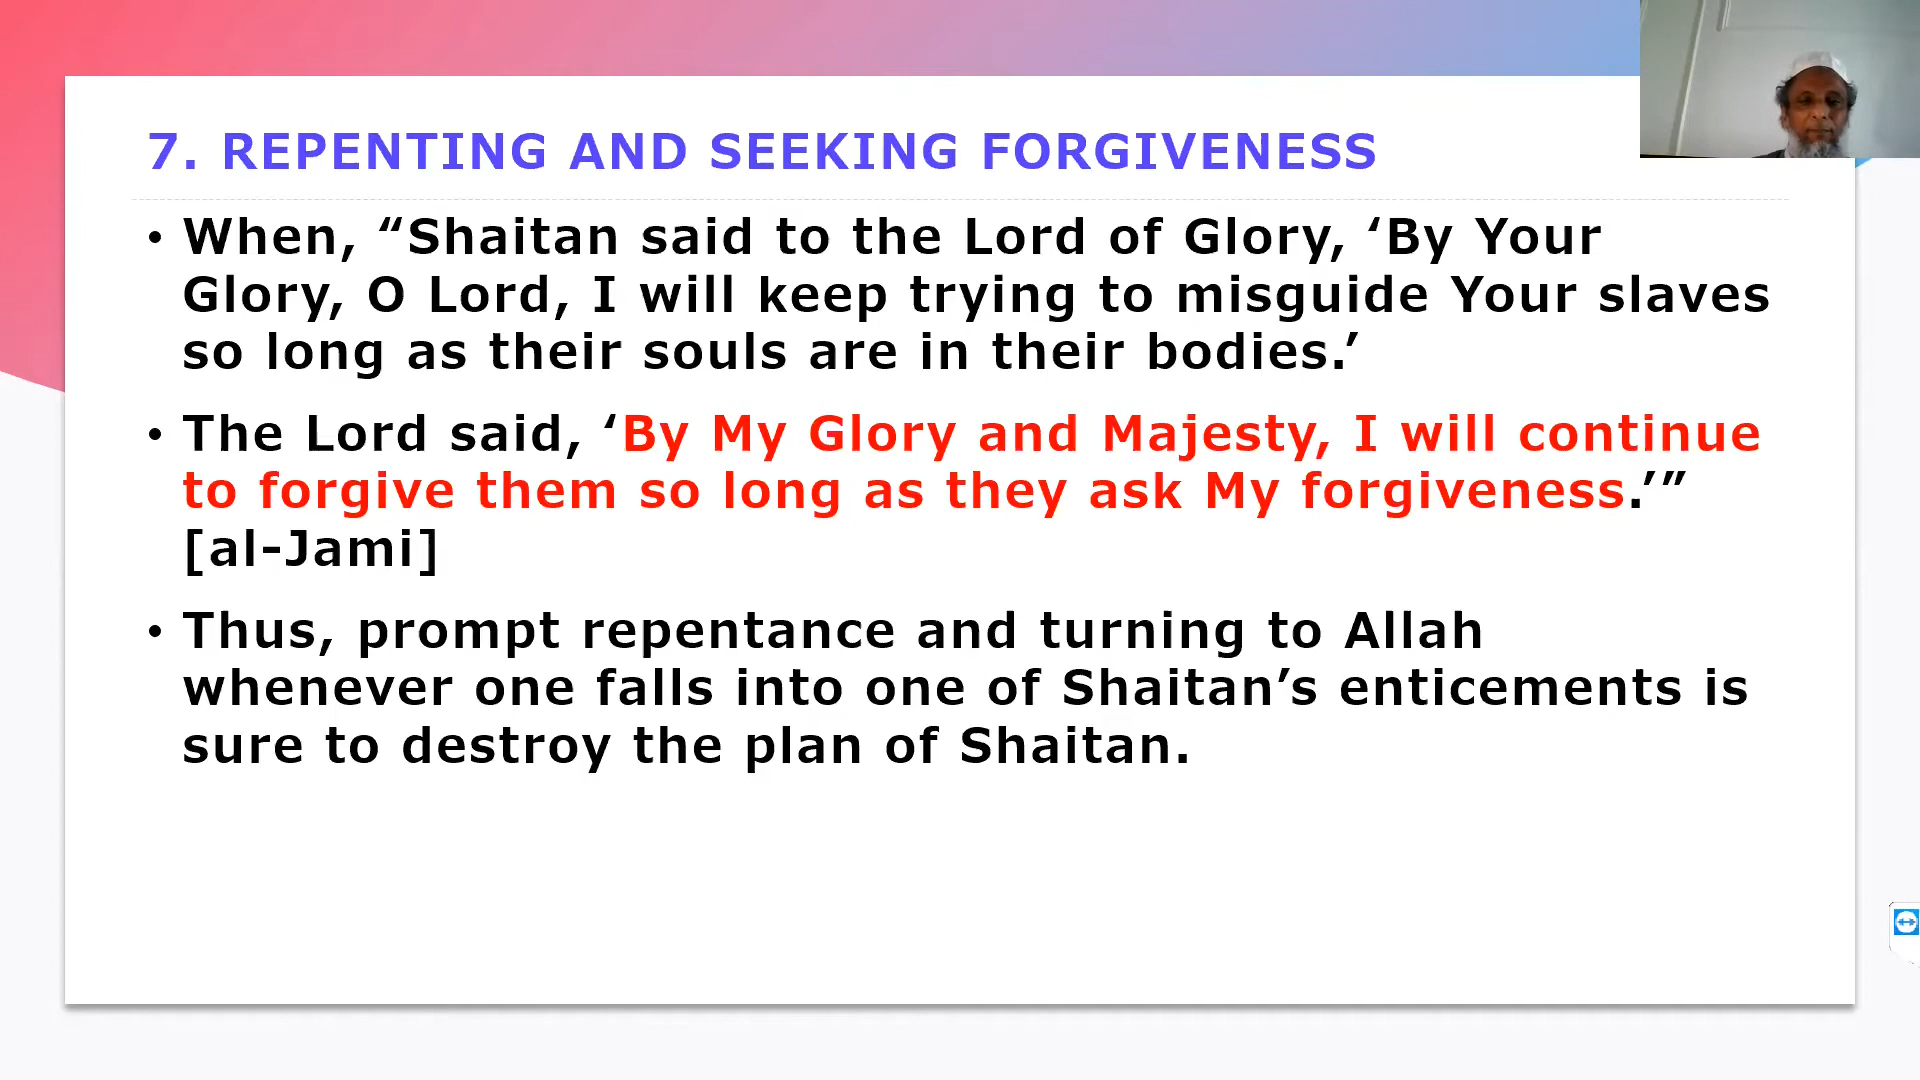 7. REPENTING AND SEEKING FORGIVENESS
• When, “Shaitan said to the Lord of Glory, ‘By Your
Glory, O Lord, I will keep trying to misguide Your slaves
so long as their souls are in their bodies.’
• The Lord said, ‘By My Glory and Majesty, I will continue
to forgive them so long as they ask My forgiveness.’”
[al-Jami]
• Thus, prompt repentance and turning to Allah
whenever one falls into one of Shaitan’s enticements is
sure to destroy the plan of Shaitan.